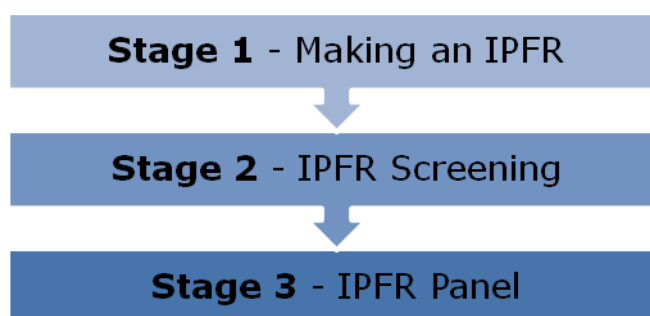 Stage 1 - Making an IPFR
Stage 2 - IPFR Screening
Stage 3 - IPFR Panel